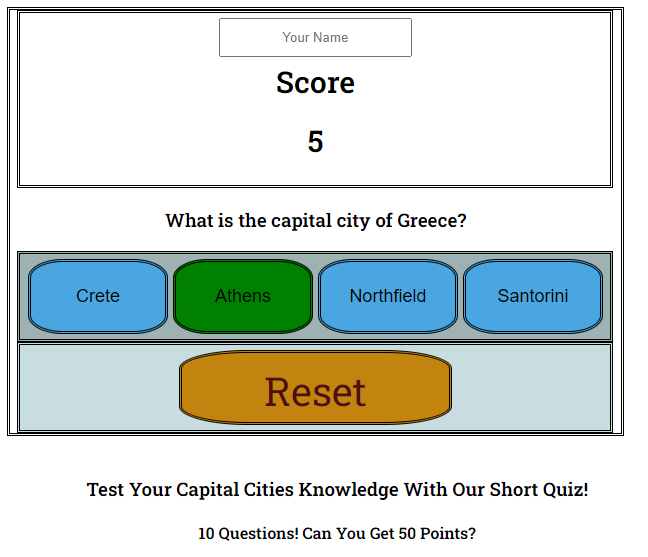 Your Name
Score
5
What is the capital city of Greece?
Crete Athens Northfield Santorini
Reset
Test Your Capital Cities Knowledge With Our Short Quiz!
10 Questions! Can You Get 50 Points?